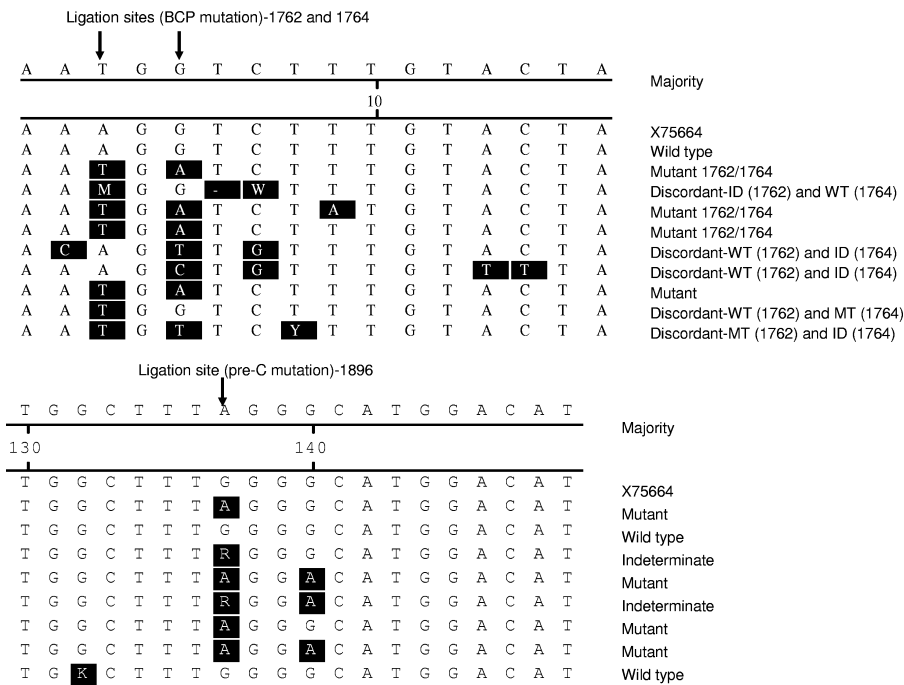 Ligation sites (BCP mutation)-1762 and 1764
A A T G G T C T T T G T A C T A Majority
10
A A A G G T C T T T G T A C T A X75664
A A A G G T C T T T G T A C T A Wild type
A A T G A T C T T T G T A C T A Mutant 1762/1764
A A M G G - W T T T G T A C T A Discordant-ID (1762) and WT (1764)
A A T G A T C T A T G T A C T A Mutant 1762/1764
A A T G A T C T T T G T A C T A Mutant 1762/1764
A C A G T T G T T T G T A C T A Discordant-WT (1762) and ID (1764)
A A A G C T G T T T G T T T T A Discordant-WT (1762) and ID (1764)
A A T G A T C T T T G T A C T A Mutant
A A T G G T C T T T G T A C T A Discordant-WT (1762) and MT (1764)
A A T G T T C Y T T G T A C T A Discordant-MT (1762) and ID (1764)
Ligation site (pre-C mutation)-1896
T G G C T T T A G G G C A T G G A C A T Majority
130 140
T G G C T T T G G G G C A T G G A C A T X75664
T G G C T T T A G G G C A T G G A C A T Mutant
T G G C T T T G G G G C A T G G A C A T Wild type
T G G C T T T R G G G C A T G G A C A T Indeterminate
T G G C T T T A G G A C A T G G A C A T Mutant
T G G C T T T R G G A C A T G G A C A T Indeterminate
T G G C T T T A G G G C A T G G A C A T Mutant
T G G C T T T A G G A C A T G G A C A T Mutant
T G K C T T T G G G G C A T G G A C A T Wild type